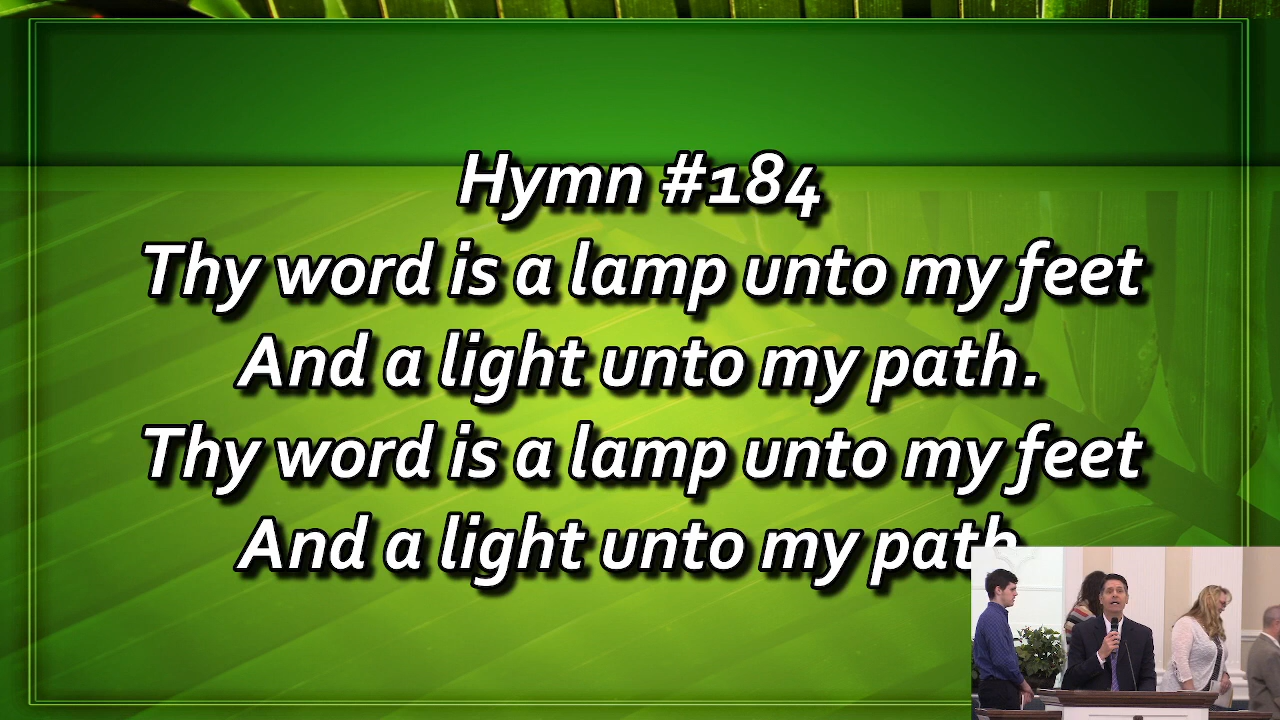 Hymn #184
Thy word is a lamp unto my feet
And a light unto my path.
Thy word is a lamp unto my feet
And a light unto my path